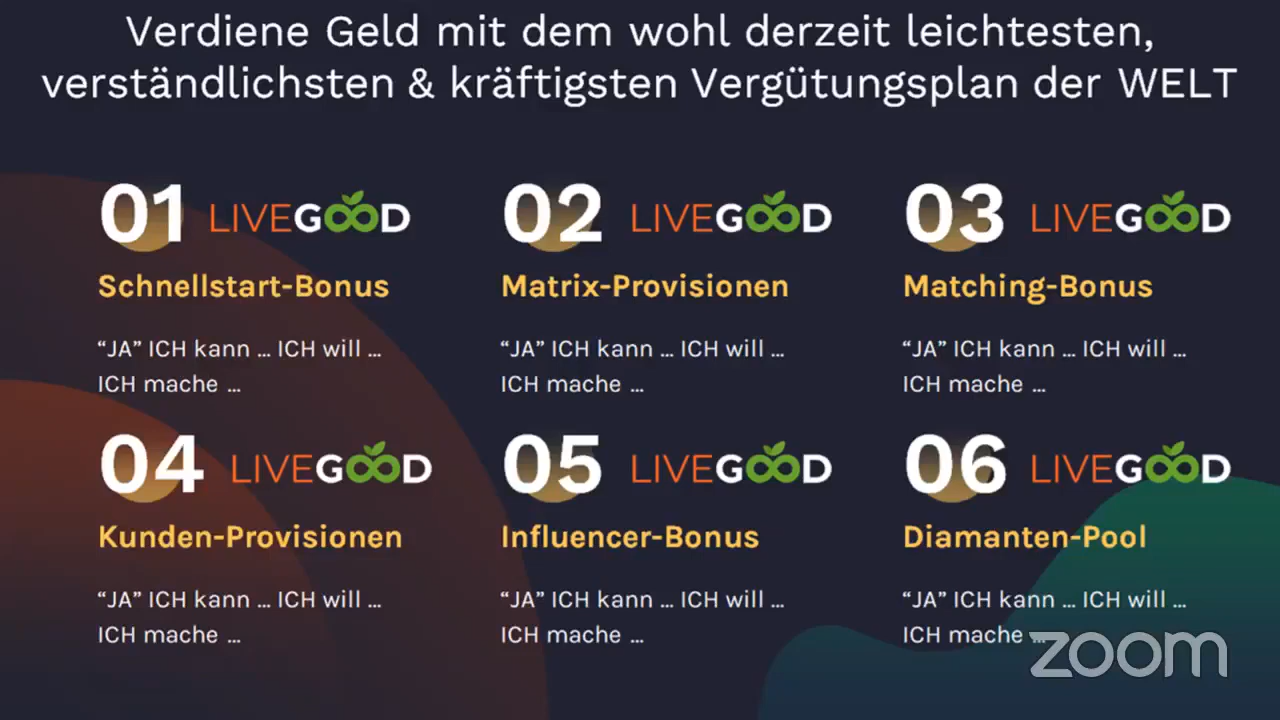 Verdiene Geld mit dem wohl derzeit leichtesten,
verständlichsten & kräftigsten Vergütungsplan der WELT
01 LIVEGOOD
Schnellstart-Bonus
“JA” ICH kann ... ICH will ...
ICH mache ...
02 LIVEGOOD
Matrix-Provisionen
“JA” ICH kann ... ICH will ...
ICH mache ...
03 LIVEGOOD
Matching-Bonus
“JA” ICH kann ... ICH will ...
ICH mache ...
04 LIVEGOOD
Kunden-Provisionen
“JA” ICH kann ... ICH will ...
ICH mache ...
05 LIVEGOOD
Influencer-Bonus
“JA” ICH kann ... ICH will ...
ICH mache ...
06 LIVEGOOD
Diamanten-Pool
“JA” ICH kann ... ICH will ...
ICH mache ...
zoom